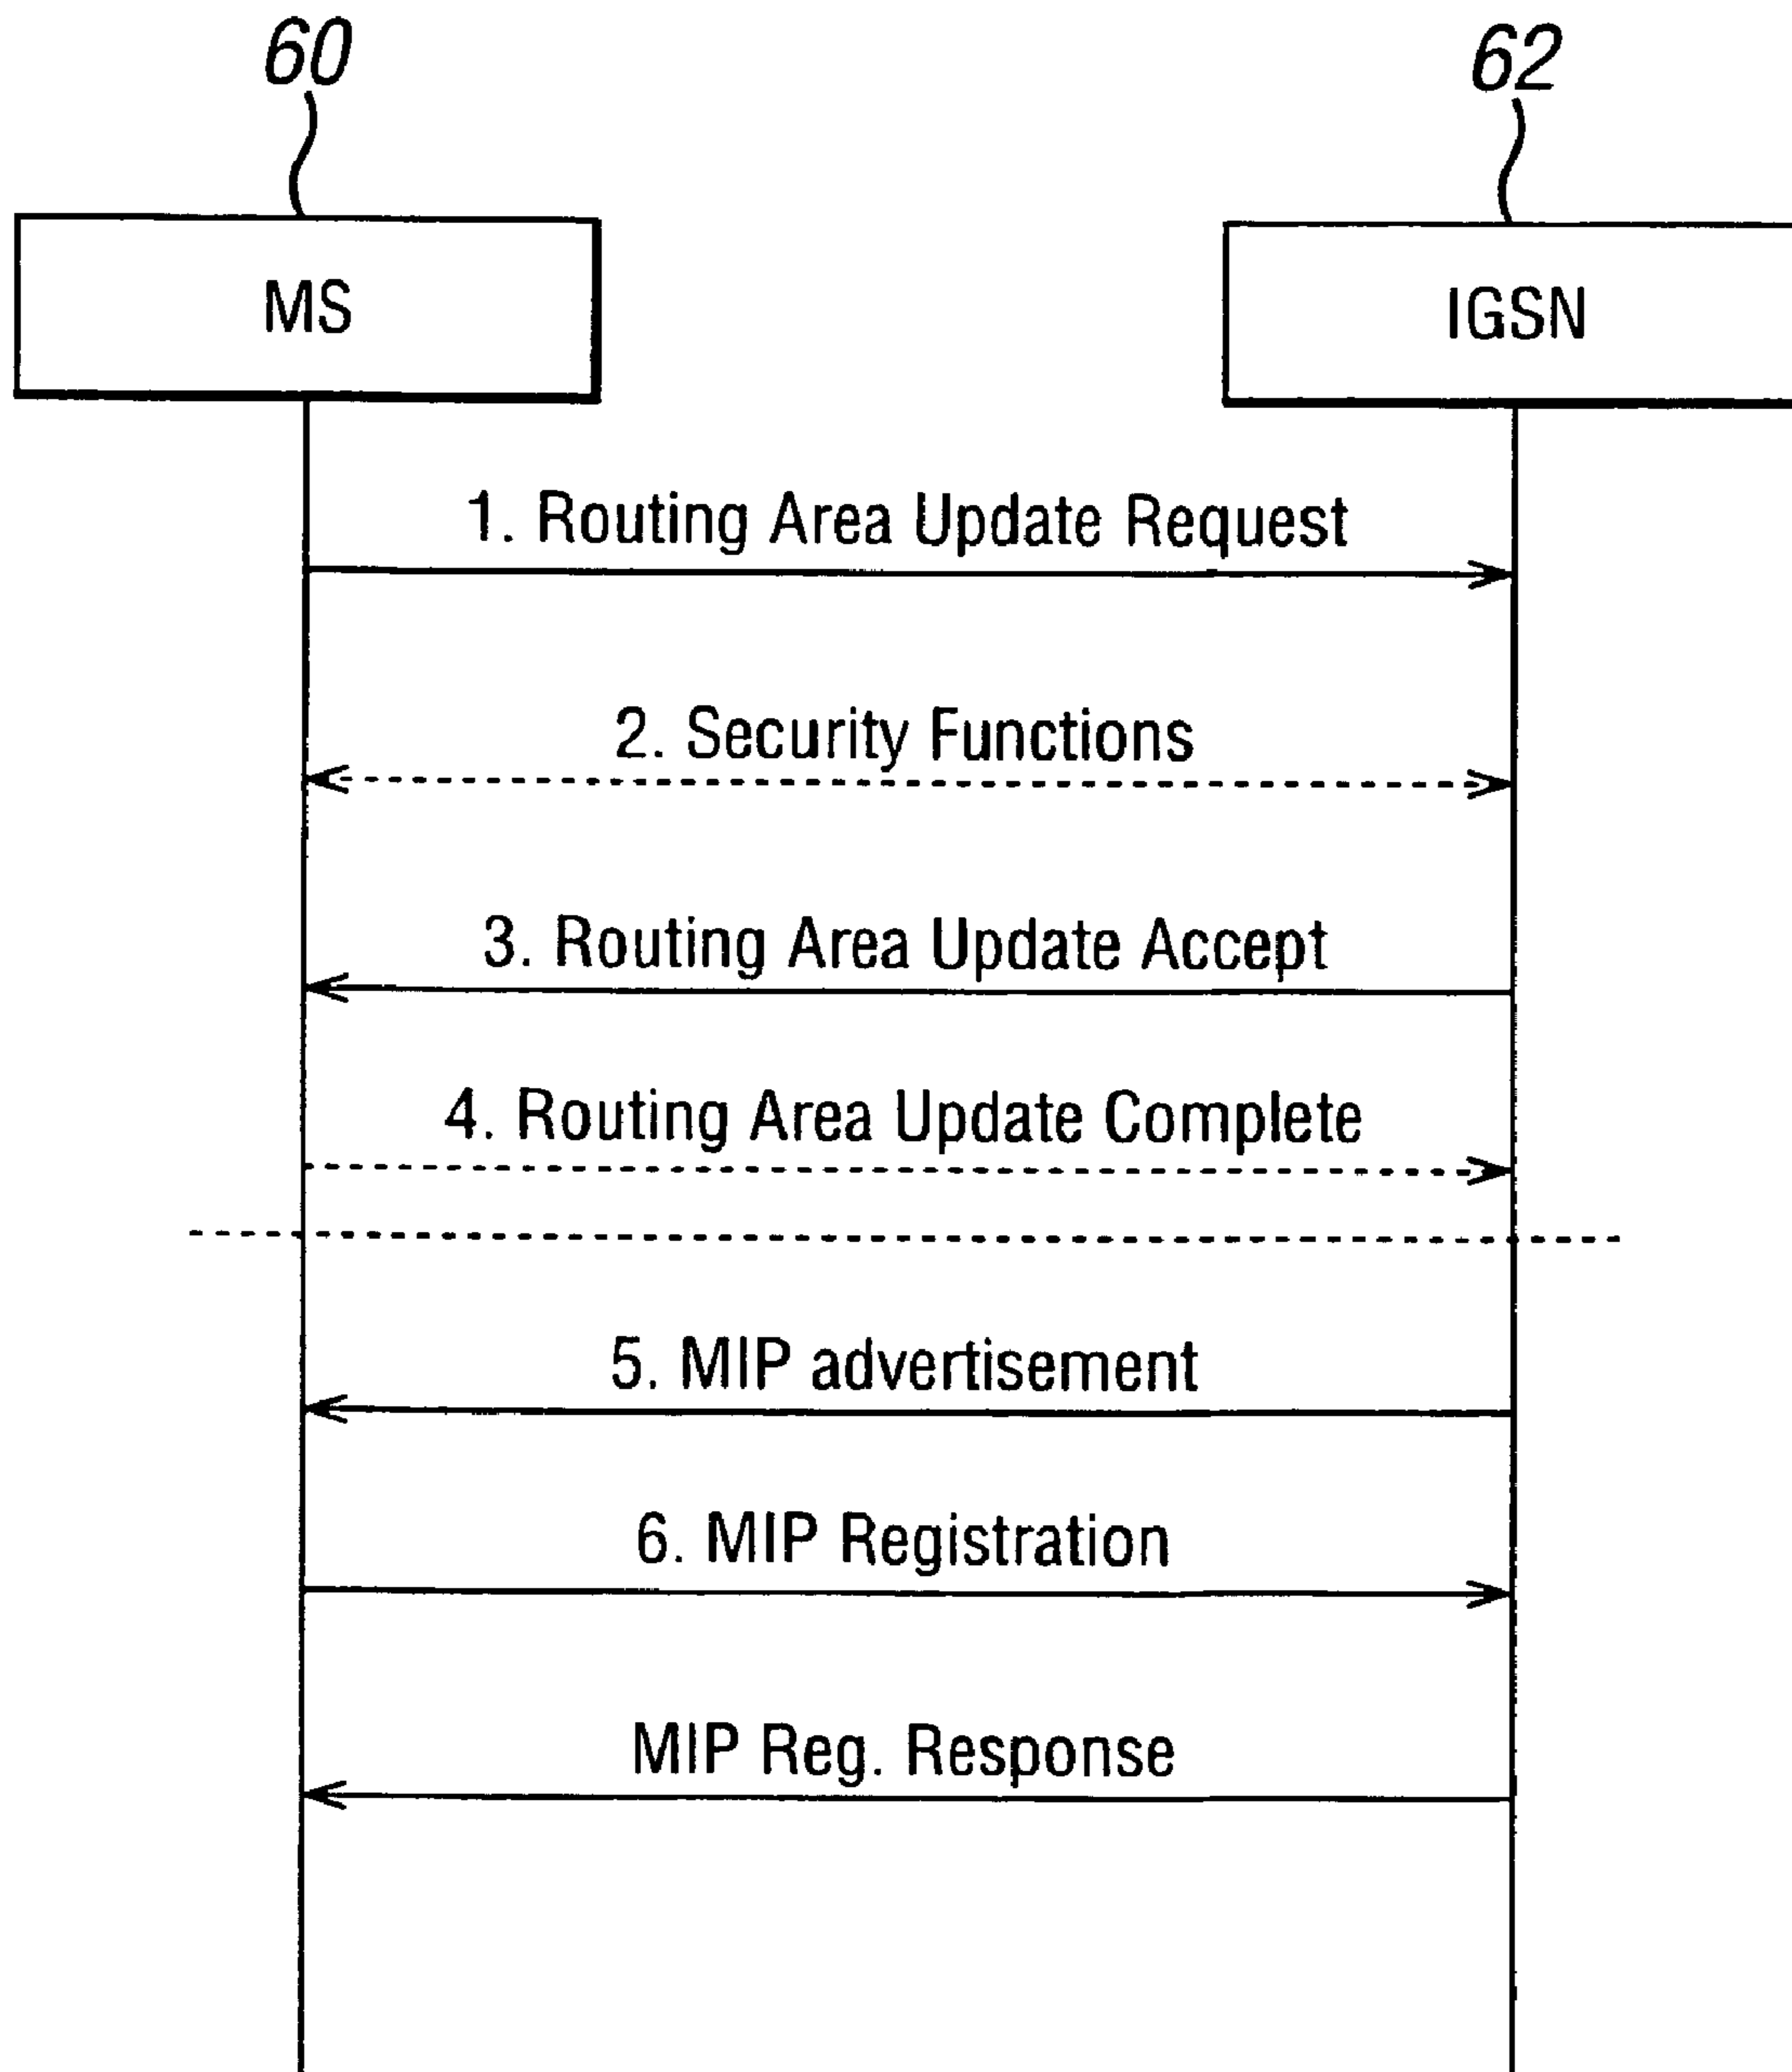 60
62
MS
IGSN
1. Routing Area Update Request
2. Security Functions
3. Routing Area Update Accept
4. Routing Area Update Complete
5. MIP advertisement
6. MIP Registration
MIP Reg. Response